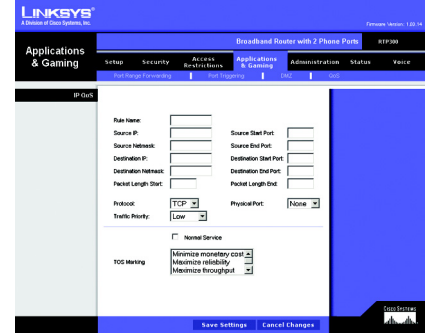 LINKSYS®
A Division of Cisco Systems, Inc.
Firmware Version: 1.00.14
Broadband Router with 2 Phone Ports RTP300
Applications & Gaming
Setup Security Access Restrictions Applications & Gaming Administration Status Voice
Port Range Forwarding Port Triggering DMZ QoS
IP QoS
Rule Name:
Source IP: Source Start Port:
Source Netmask: Source End Port:
Destination IP: Destination Start Port:
Destination Netmask: Destination End Port:
Packet Length Start: Packet Length End:
Protocol: TCP Physical Port: None
Traffic Priority: Low
Normal Service
TOS Marking
Minimize monetary cost
Maximize reliability
Maximize throughput
Save Settings Cancel Changes
CISCO SYSTEMS